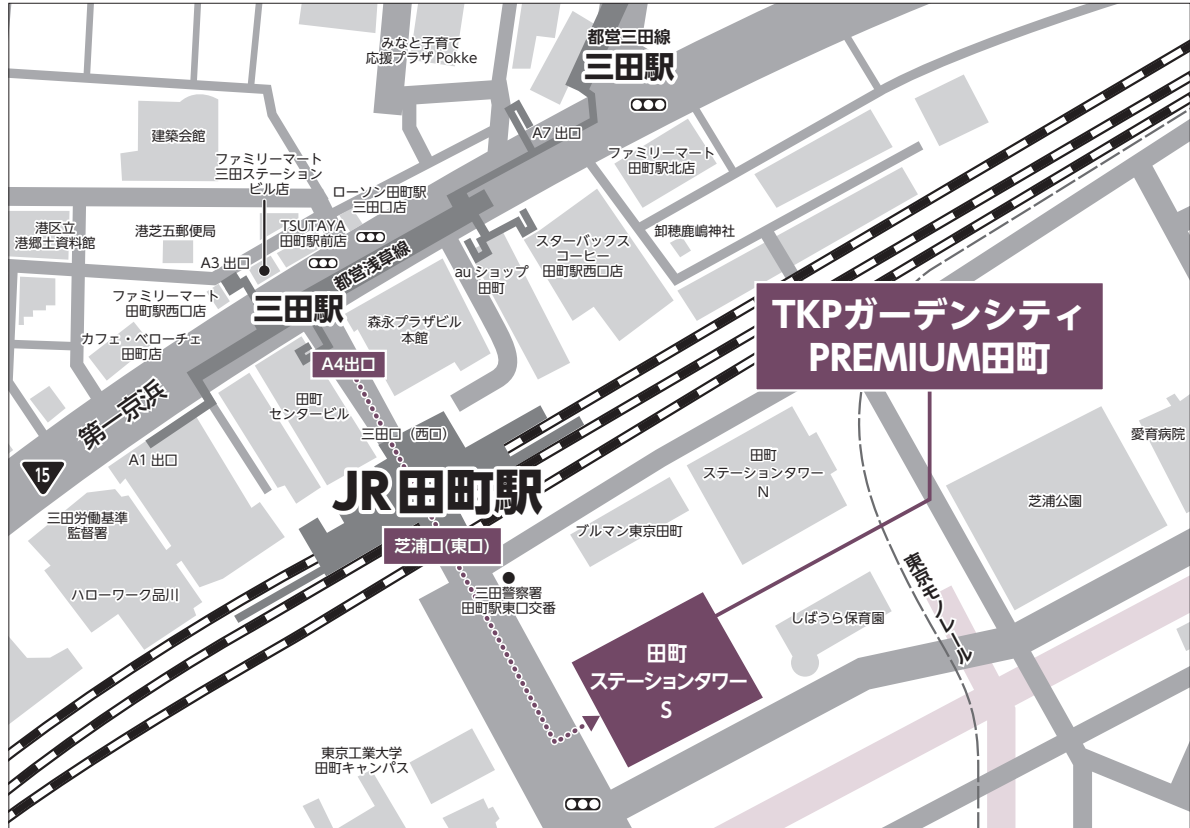 みなと子育て
応援プラザ Pokke
都営三田線
三田駅
建築会館
A7 出口
ファミリーマート
三田ステーション
ビル店
ファミリーマート
田町駅北店
ローソン田町駅
三田口店
港区立
港郷土資料館
港芝五郵便局
TSUTAYA
田町駅前店
スターバックス
コーヒー
田町駅西口店
卸穂鹿嶋神社
A3 出口
都営浅草線
au ショップ
田町
ファミリーマート
田町駅西口店
三田駅
森永プラザビル
本館
TKPガーデンシティ
PREMIUM田町
カフェ・ベローチェ
田町店
A4出口
第一京浜
田町
センタービル
三田口（西口）
A1 出口
15
田町
ステーションタワー
N
愛育病院
芝浦公園
JR田町駅
三田労働基準
監督署
ブルマン東京田町
芝浦口(東口)
ハローワーク品川
三田警察署
田町駅東口交番
東京モノレール
しばうら保育園
田町
ステーションタワー
S
東京工業大学
田町キャンパス